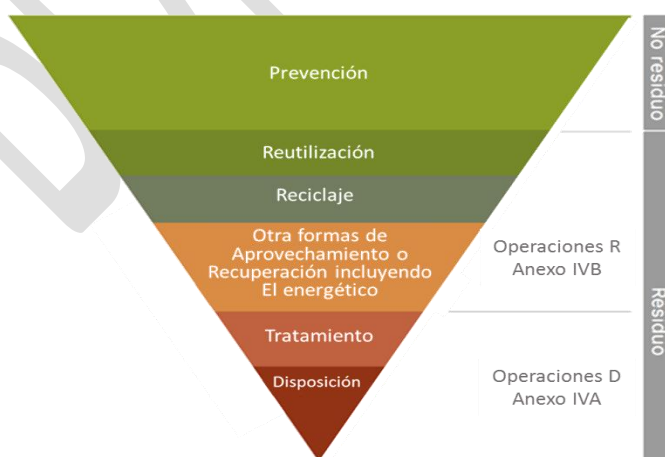 Prevención
No residuo
Reutilización
Reciclaje
Otra formas de
Aprovechamiento o
Recuperación incluyendo
El energético
Operaciones R
Anexo IVB
Residuo
Tratamiento
Disposición
Operaciones D
Anexo IVA